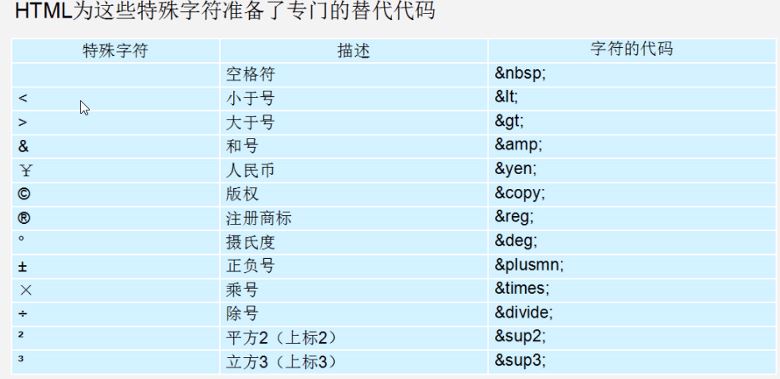 HTML为这些特殊字符准备了专门的替代代码
特殊字符 描述 字符的代码
空格符 &nbsp;
< 小于号 &lt;
> 大于号 &gt;
& 和号 &amp;
¥ 人民币 &yen;
© 版权 &copy;
® 注册商标 &reg;
° 摄氏度 &deg;
± 正负号 &plusmn;
× 乘号 &times;
÷ 除号 &divide;
² 平方2（上标2） &sup2;
³ 立方3（上标3） &sup3;